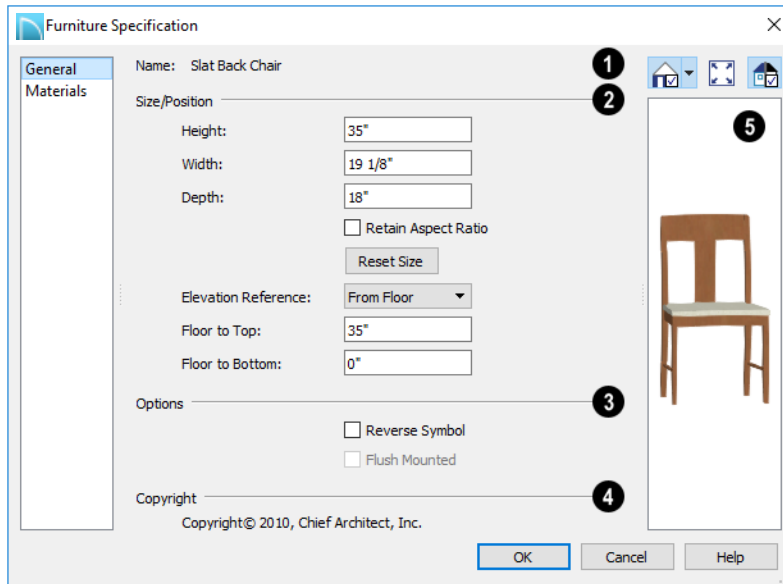 Furniture Specification
General
Materials
Name: Slat Back Chair
1
Size/Position
2
Height: 35"
Width: 19 1/8"
Depth: 18"
Retain Aspect Ratio
Reset Size
Elevation Reference: From Floor
Floor to Top: 35"
Floor to Bottom: 0"
Options
3
Reverse Symbol
Flush Mounted
Copyright
4
Copyright© 2010, Chief Architect, Inc.
5
OK Cancel Help